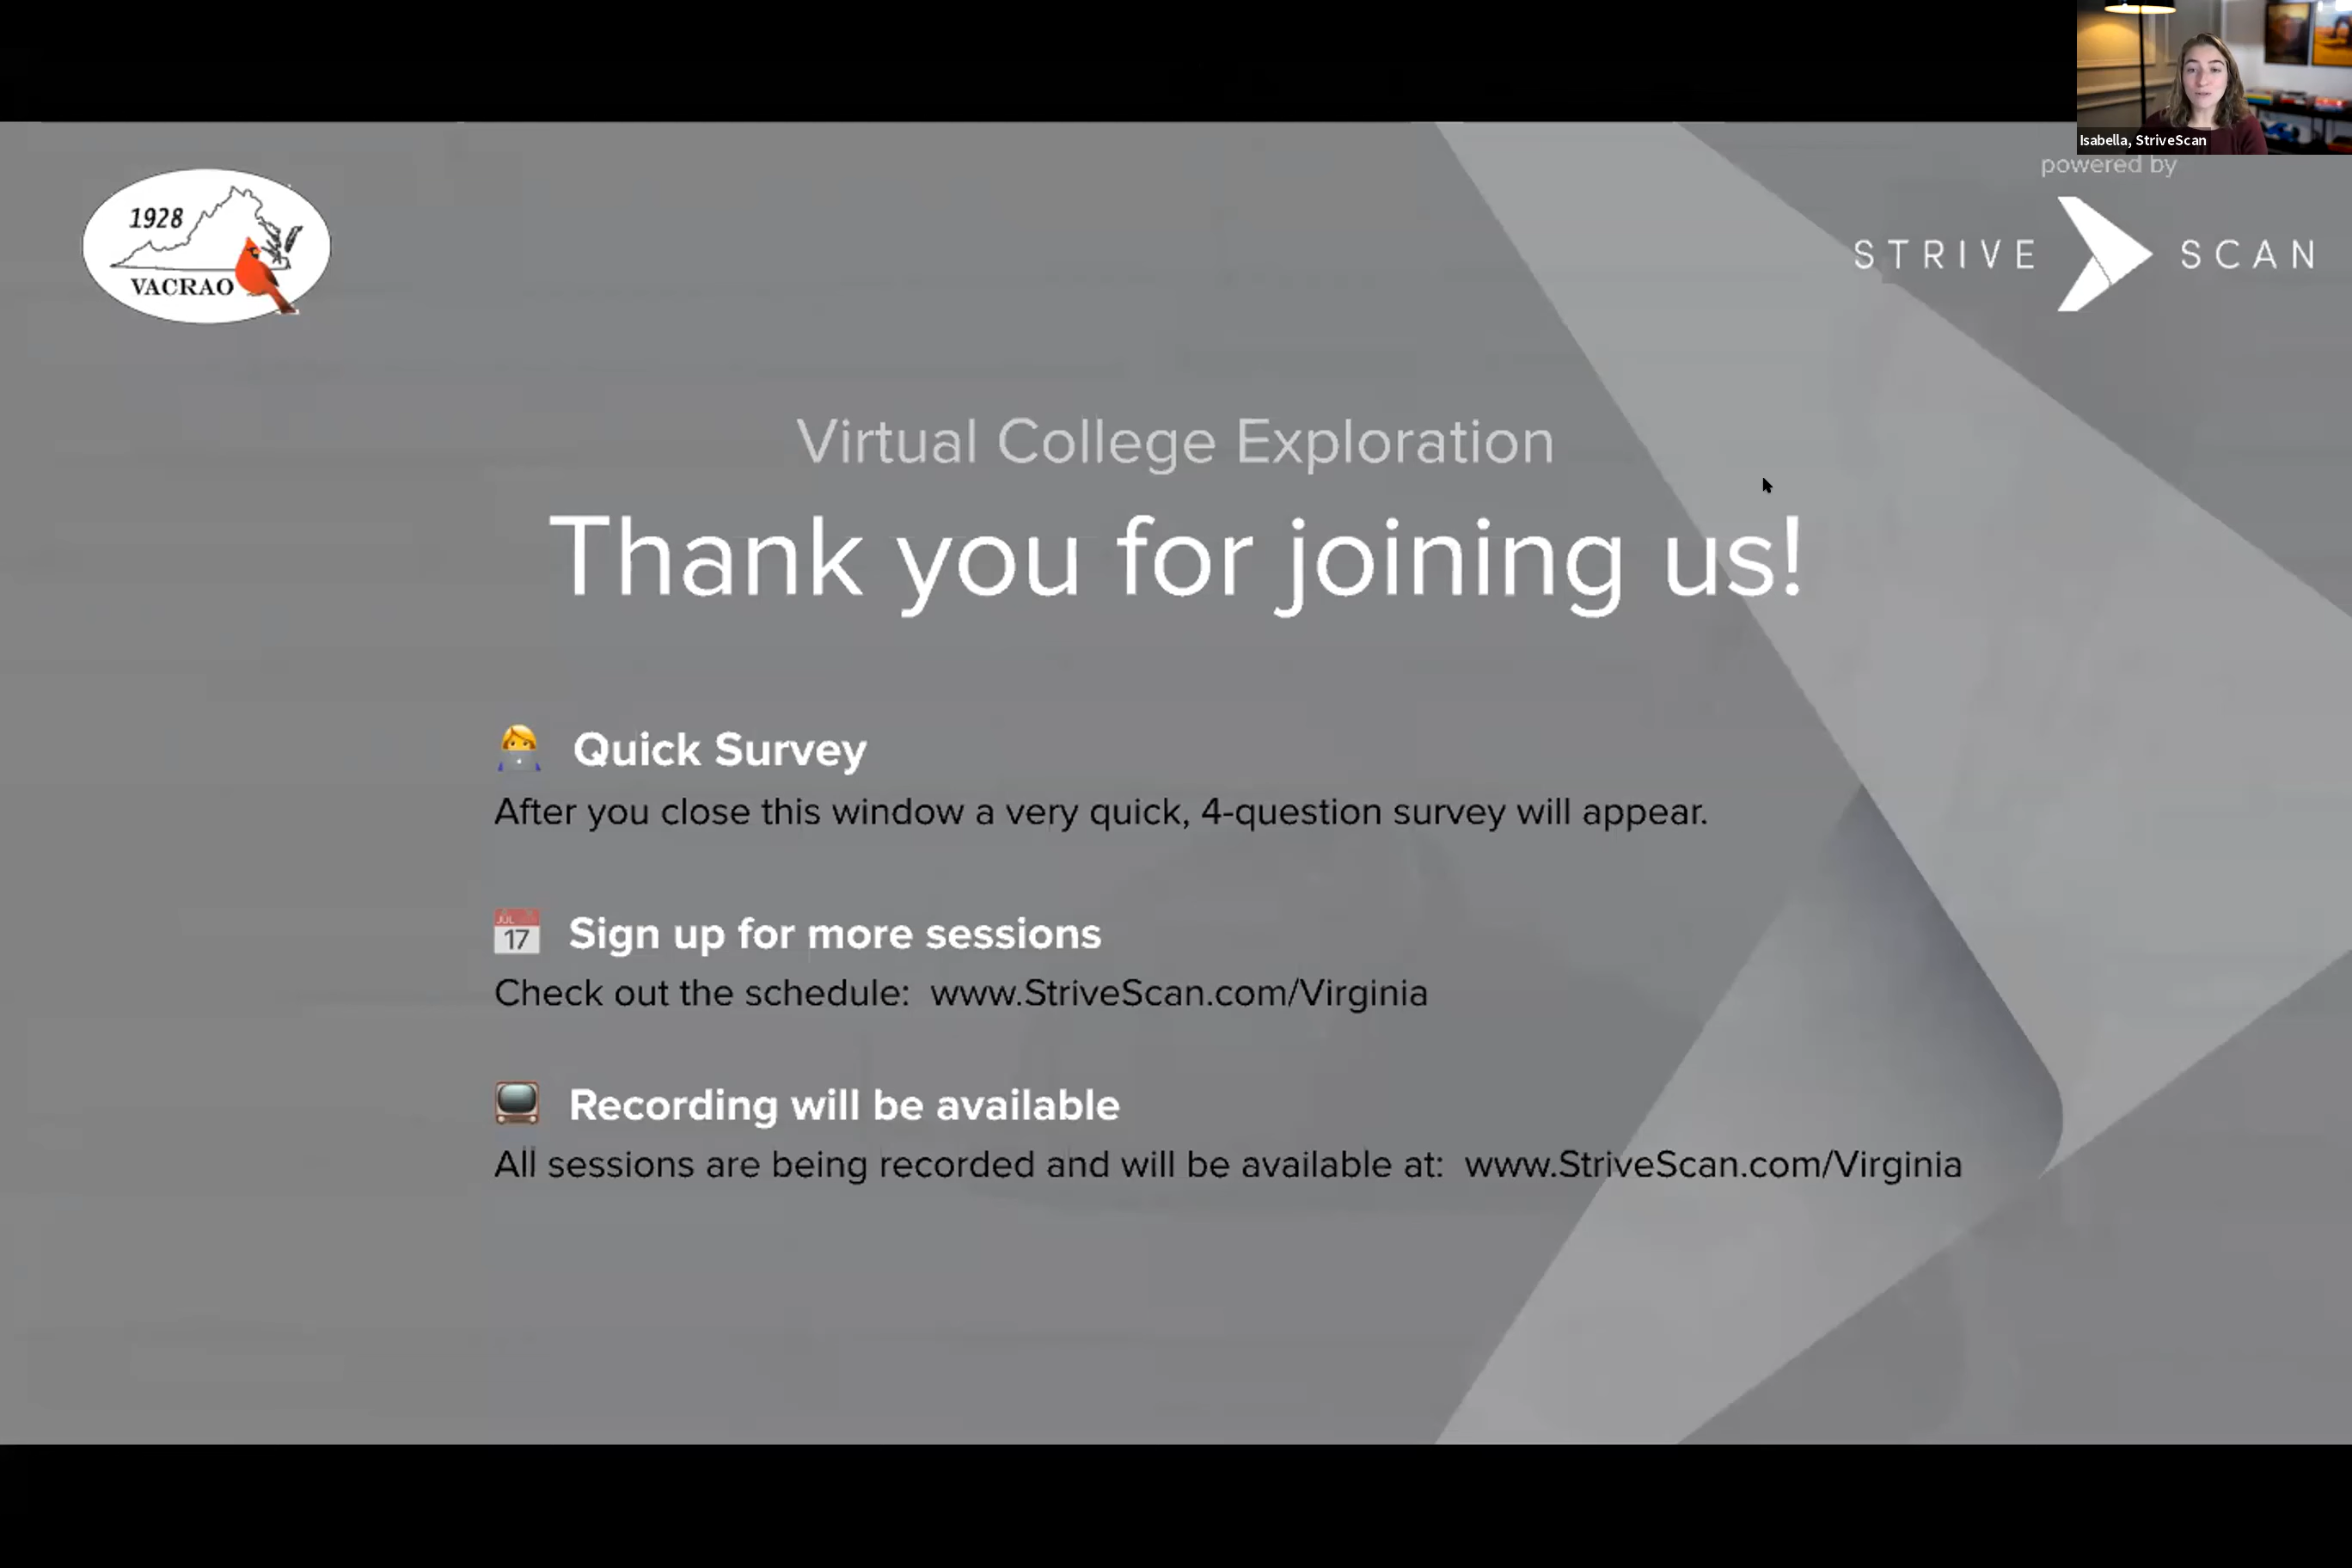 Isabella, StriveScan
1928
VACRAO
powered by
STRIVE SCAN
Virtual College Exploration
Thank you for joining us!
Quick Survey
After you close this window a very quick, 4-question survey will appear.
JUL
17
Sign up for more sessions
Check out the schedule: www.StriveScan.com/Virginia
Recording will be available
All sessions are being recorded and will be available at: www.StriveScan.com/Virginia